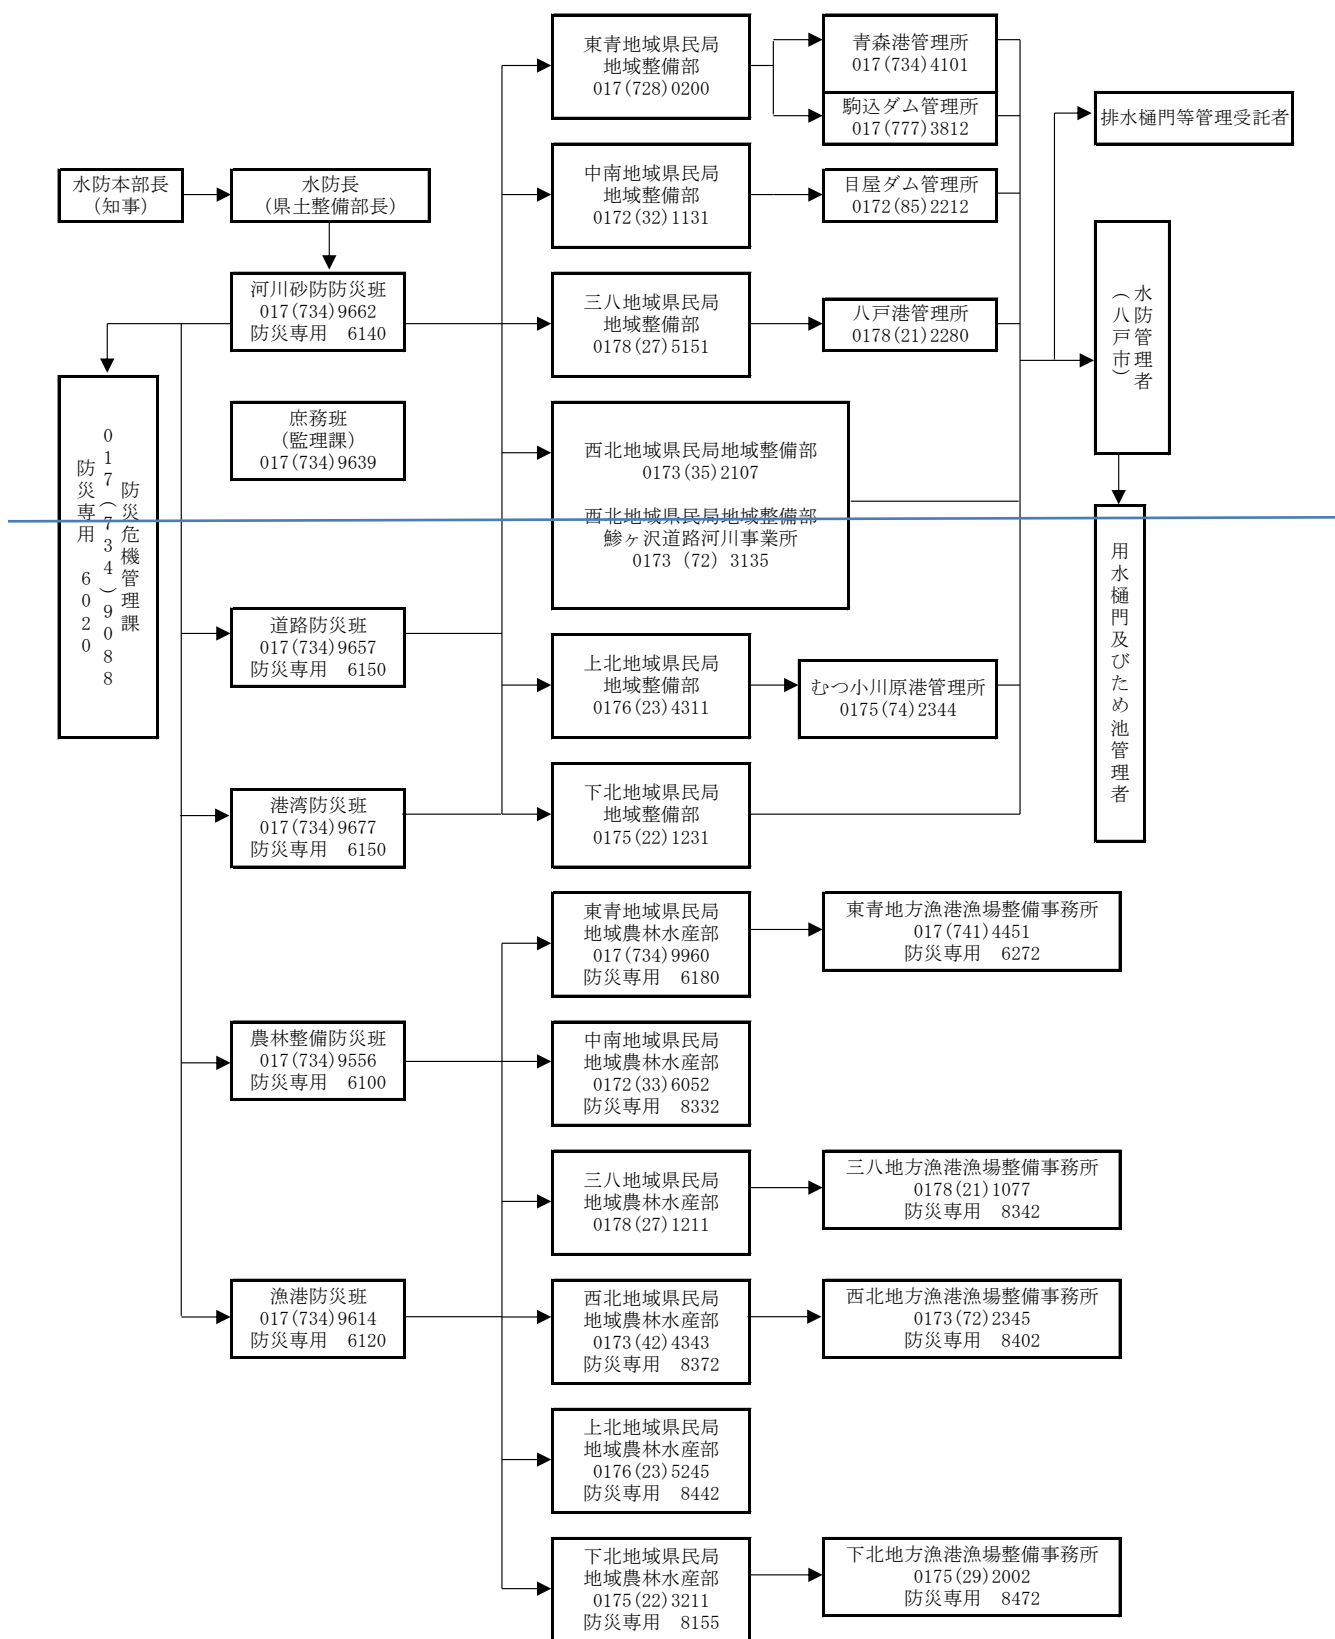 水防本部長
(知事)
水防長
(県土整備部長)
河川砂防防災班
017(734)9662
防災専用　6140
防災危機管理課
017(734)9088
防災専用　6020
庶務班
(監理課)
017(734)9639
道路防災班
017(734)9657
防災専用　6150
港湾防災班
017(734)9677
防災専用　6150
農林整備防災班
017(734)9556
防災専用　6100
漁港防災班
017(734)9614
防災専用　6120
東青地域県民局
地域整備部
017(728)0200
中南地域県民局
地域整備部
0172(32)1131
三八地域県民局
地域整備部
0178(27)5151
西北地域県民局地域整備部
0173(35)2107
西北地域県民局地域整備部
鰺ヶ沢道路河川事業所
0173 (72) 3135
上北地域県民局
地域整備部
0176(23)4311
下北地域県民局
地域整備部
0175(22)1231
東青地域県民局
地域農林水産部
017(734)9960
防災専用　6180
中南地域県民局
地域農林水産部
0172(33)6052
防災専用　8332
三八地域県民局
地域農林水産部
0178(27)1211
西北地域県民局
地域農林水産部
0173(42)4343
防災専用　8372
上北地域県民局
地域農林水産部
0176(23)5245
防災専用　8442
下北地域県民局
地域農林水産部
0175(22)3211
防災専用　8155
青森港管理所
017(734)4101
駒込ダム管理所
017(777)3812
目屋ダム管理所
0172(85)2212
八戸港管理所
0178(21)2280
むつ小川原港管理所
0175(74)2344
東青地方漁港漁場整備事務所
017(741)4451
防災専用　6272
三八地方漁港漁場整備事務所
0178(21)1077
防災専用　8342
西北地方漁港漁場整備事務所
0173(72)2345
防災専用　8402
下北地方漁港漁場整備事務所
0175(29)2002
防災専用　8472
排水樋門等管理受託者
水防管理者
(八戸市)
用水樋門及びため池管理者